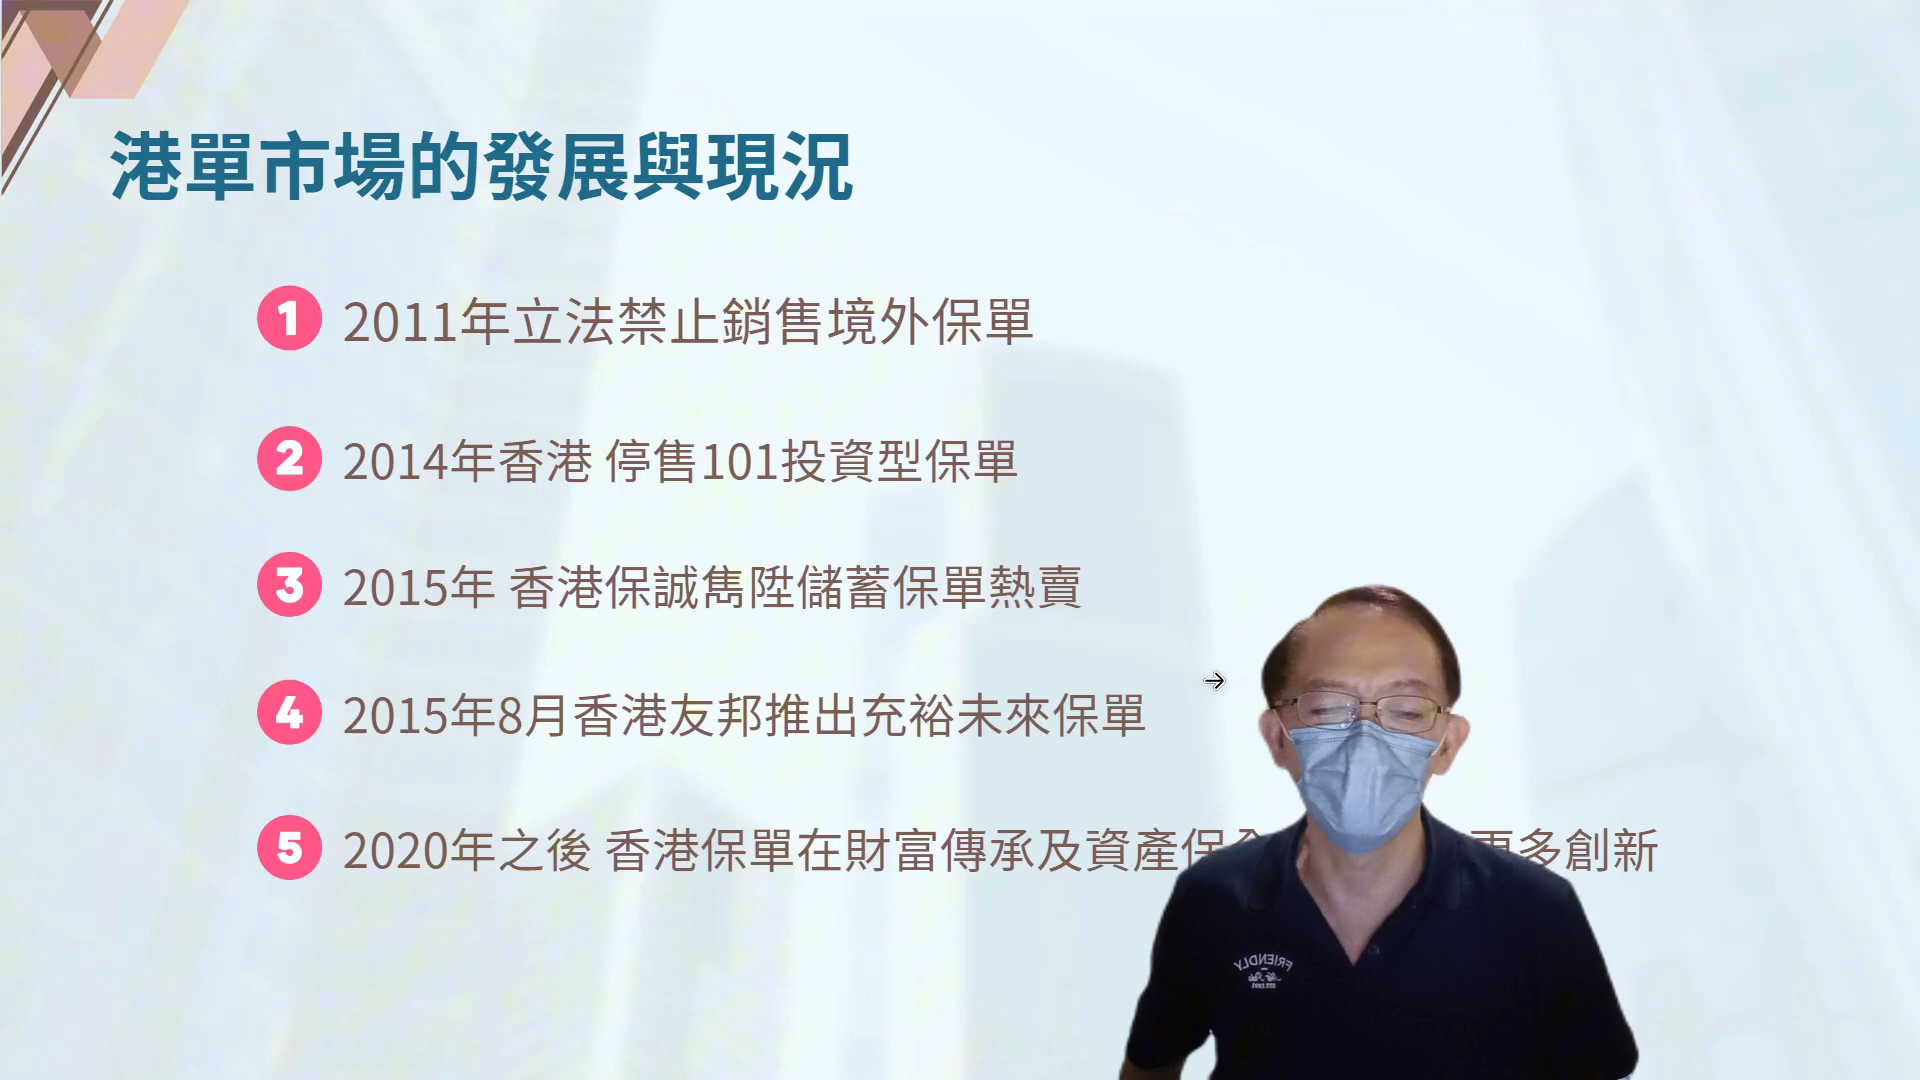 港單市場的發展與現況
1 2011年立法禁止銷售境外保單
2 2014年香港 停售101投資型保單
3 2015年 香港保誠雋陞儲蓄保單熱賣
4 2015年8月香港友邦推出充裕未來保單
5 2020年之後 香港保單在財富傳承及資產保全 更多創新
FRIENDLY